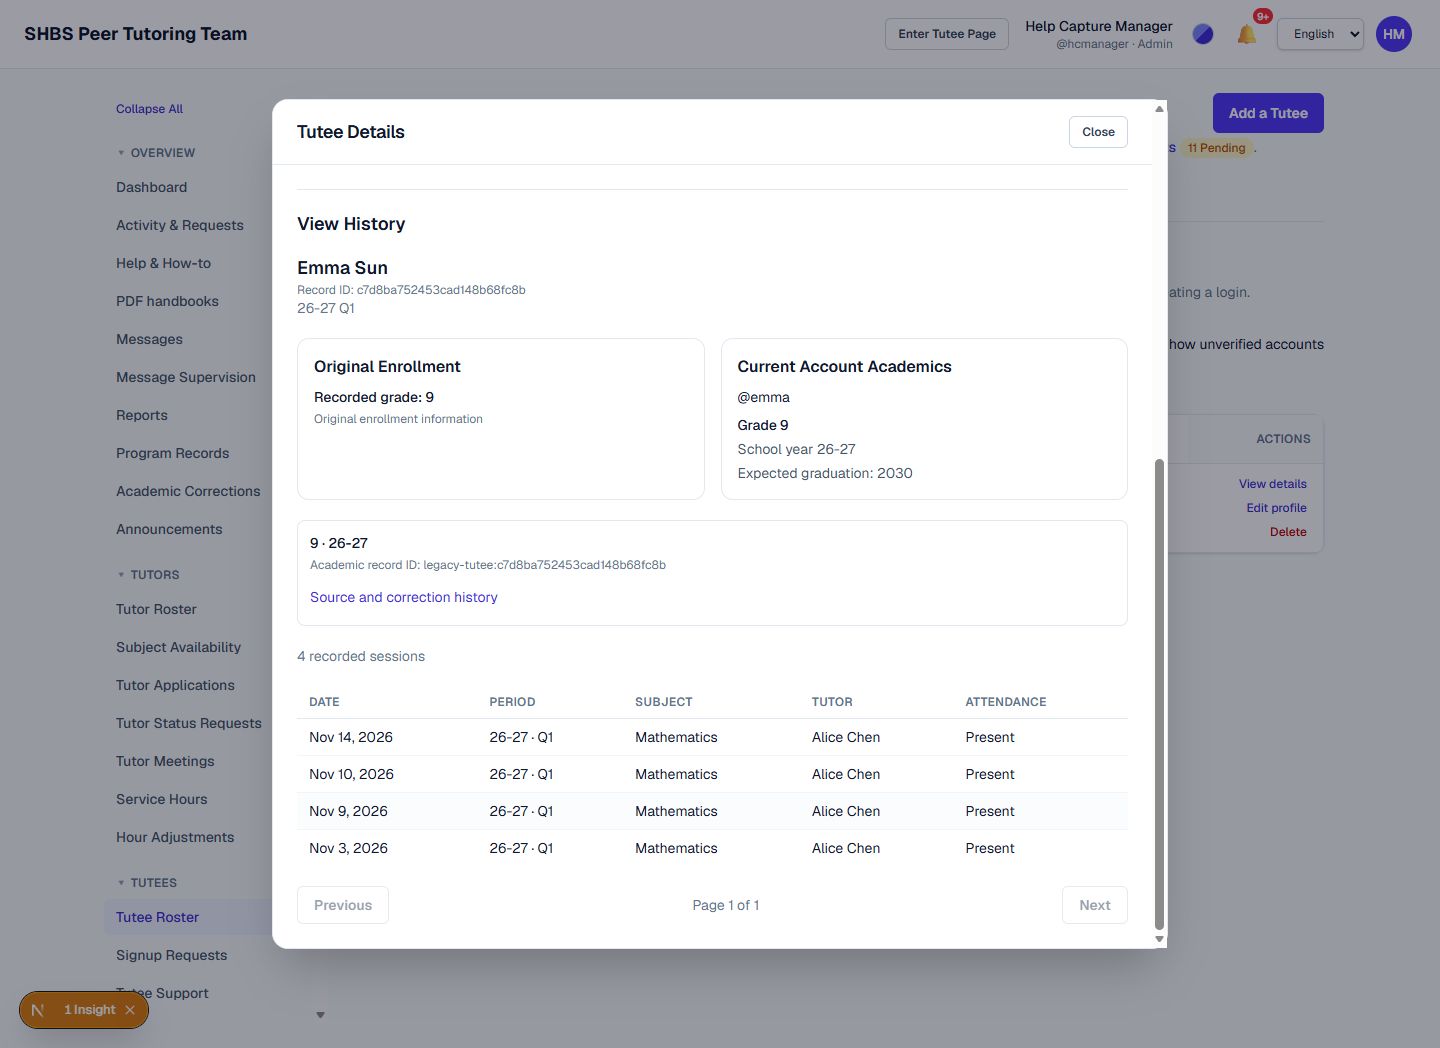 SHBS Peer Tutoring Team
Enter Tutee Page
Help Capture Manager
@hcmanager · Admin
9+
English
HM
Collapse All
OVERVIEW
Dashboard
Activity & Requests
Help & How-to
PDF handbooks
Messages
Message Supervision
Reports
Program Records
Academic Corrections
Announcements
TUTORS
Tutor Roster
Subject Availability
Tutor Applications
Tutor Status Requests
Tutor Meetings
Service Hours
Hour Adjustments
TUTEES
Tutee Roster
Signup Requests
Tutee Support
1 Insight
Add a Tutee
s 11 Pending .
ating a login.
how unverified accounts
ACTIONS
View details
Edit profile
Delete
Tutee Details
Close
View History
Emma Sun
Record ID: c7d8ba752453cad148b68fc8b
26-27 Q1
Original Enrollment
Recorded grade: 9
Original enrollment information
Current Account Academics
@emma
Grade 9
School year 26-27
Expected graduation: 2030
9 · 26-27
Academic record ID: legacy-tutee:c7d8ba752453cad148b68fc8b
Source and correction history
4 recorded sessions
DATE PERIOD SUBJECT TUTOR ATTENDANCE
Nov 14, 2026 26-27 · Q1 Mathematics Alice Chen Present
Nov 10, 2026 26-27 · Q1 Mathematics Alice Chen Present
Nov 9, 2026 26-27 · Q1 Mathematics Alice Chen Present
Nov 3, 2026 26-27 · Q1 Mathematics Alice Chen Present
Previous
Page 1 of 1
Next